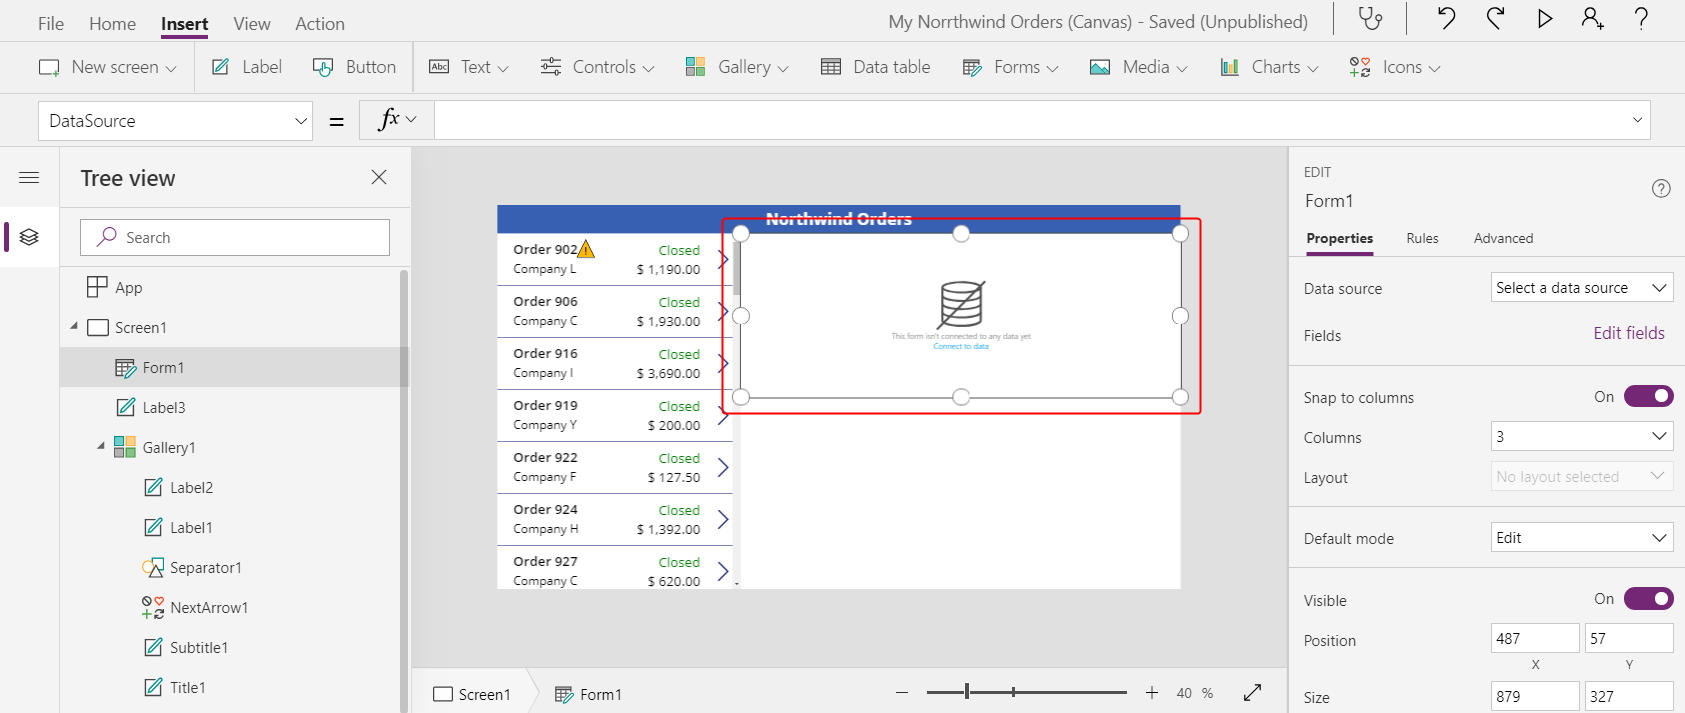 File Home Insert View Action My Norrthwind Orders (Canvas) - Saved (Unpublished) ?
New screen Label Button Abc Text Controls Gallery Data table Forms Media Charts Icons
DataSource = fx
Tree view
Search
App
Screen1
Form1
Label3
Gallery1
Label2
Label1
Separator1
NextArrow1
Subtitle1
Title1
Northwind Orders
Order 902 Closed
Company L $ 1,190.00
Order 906 Closed
Company C $ 1,930.00
Order 916 Closed
Company I $ 3,690.00
Order 919 Closed
Company Y $ 200.00
Order 922 Closed
Company F $ 127.50
Order 924 Closed
Company H $ 1,392.00
Order 927 Closed
Company C $ 620.00
This form isn't connected to any data yet
Connect to data
Screen1 Form1 — + 40 %
EDIT
Form1 ?
Properties Rules Advanced
Data source Select a data source
Fields Edit fields
Snap to columns On
Columns 3
Layout No layout selected
Default mode Edit
Visible On
Position 487 57
X Y
Size 879 327